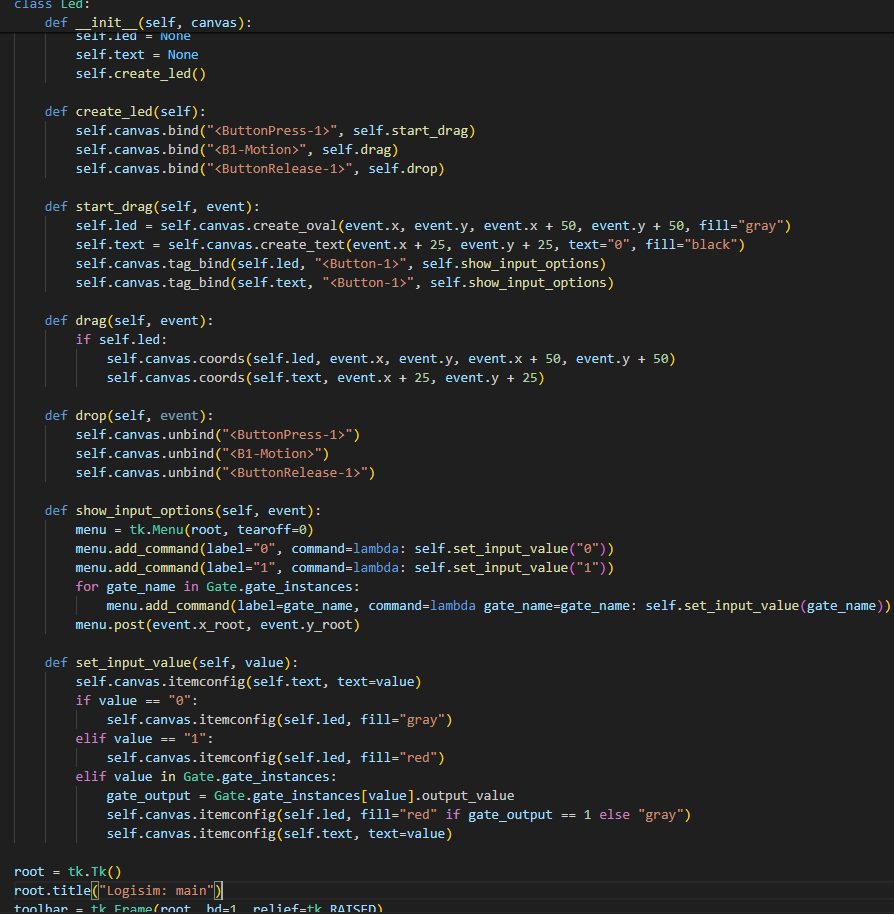 class Led:
    def __init__(self, canvas):
        self.led = None
        self.text = None
        self.create_led()

    def create_led(self):
        self.canvas.bind("<ButtonPress-1>", self.start_drag)
        self.canvas.bind("<B1-Motion>", self.drag)
        self.canvas.bind("<ButtonRelease-1>", self.drop)

    def start_drag(self, event):
        self.led = self.canvas.create_oval(event.x, event.y, event.x + 50, event.y + 50, fill="gray")
        self.text = self.canvas.create_text(event.x + 25, event.y + 25, text="0", fill="black")
        self.canvas.tag_bind(self.led, "<Button-1>", self.show_input_options)
        self.canvas.tag_bind(self.text, "<Button-1>", self.show_input_options)

    def drag(self, event):
        if self.led:
            self.canvas.coords(self.led, event.x, event.y, event.x + 50, event.y + 50)
            self.canvas.coords(self.text, event.x + 25, event.y + 25)

    def drop(self, event):
        self.canvas.unbind("<ButtonPress-1>")
        self.canvas.unbind("<B1-Motion>")
        self.canvas.unbind("<ButtonRelease-1>")

    def show_input_options(self, event):
        menu = tk.Menu(root, tearoff=0)
        menu.add_command(label="0", command=lambda: self.set_input_value("0"))
        menu.add_command(label="1", command=lambda: self.set_input_value("1"))
        for gate_name in Gate.gate_instances:
            menu.add_command(label=gate_name, command=lambda gate_name=gate_name: self.set_input_value(gate_name))
        menu.post(event.x_root, event.y_root)

    def set_input_value(self, value):
        self.canvas.itemconfig(self.text, text=value)
        if value == "0":
            self.canvas.itemconfig(self.led, fill="gray")
        elif value == "1":
            self.canvas.itemconfig(self.led, fill="red")
        elif value in Gate.gate_instances:
            gate_output = Gate.gate_instances[value].output_value
            self.canvas.itemconfig(self.led, fill="red" if gate_output == 1 else "gray")
            self.canvas.itemconfig(self.text, text=value)

root = tk.Tk()
root.title("Logisim: main")
toolbar = tk.Frame(root, bd=1, relief=tk.RAISED)